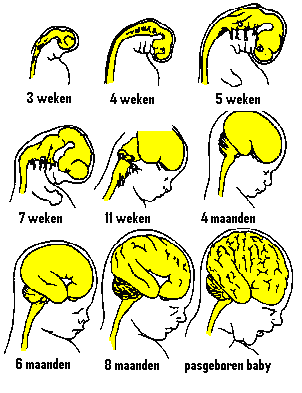 3 weken
4 weken
5 weken
7 weken
11 weken
4 maanden
6 maanden
8 maanden
pasgeboren baby